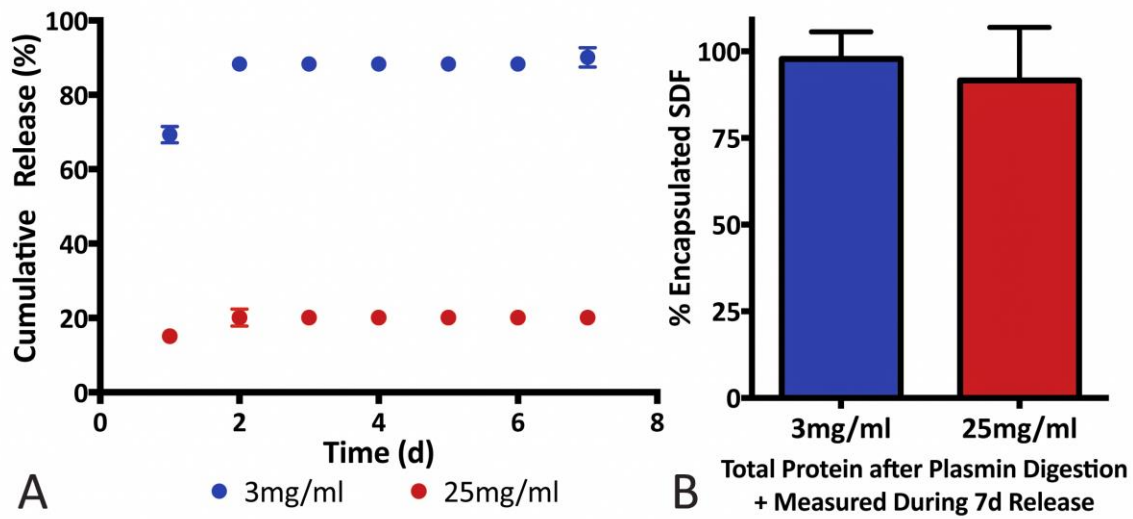 Cumulative Release (%)
100
80
60
40
20
0
0 2 4 6 8
Time (d)
3mg/ml 25mg/ml
A
% Encapsulated SDF
100
75
50
25
0
3mg/ml 25mg/ml
Total Protein after Plasmin Digestion
+ Measured During 7d Release
B